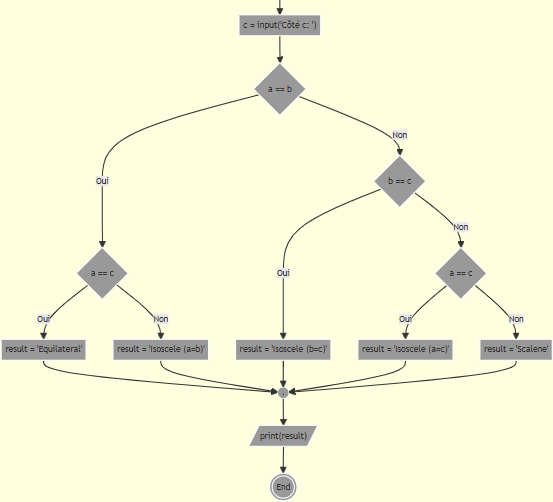 c = input('Côté c: ')
a == b
Non
Oui
b == c
Non
Oui
a == c
a == c
Oui
Non
Oui
Non
result = 'Equilateral'
result = 'Isoscele (a=b)'
result = 'Isoscele (b=c)'
result = 'Isoscele (a=c)'
result = 'Scalene'
print(result)
End